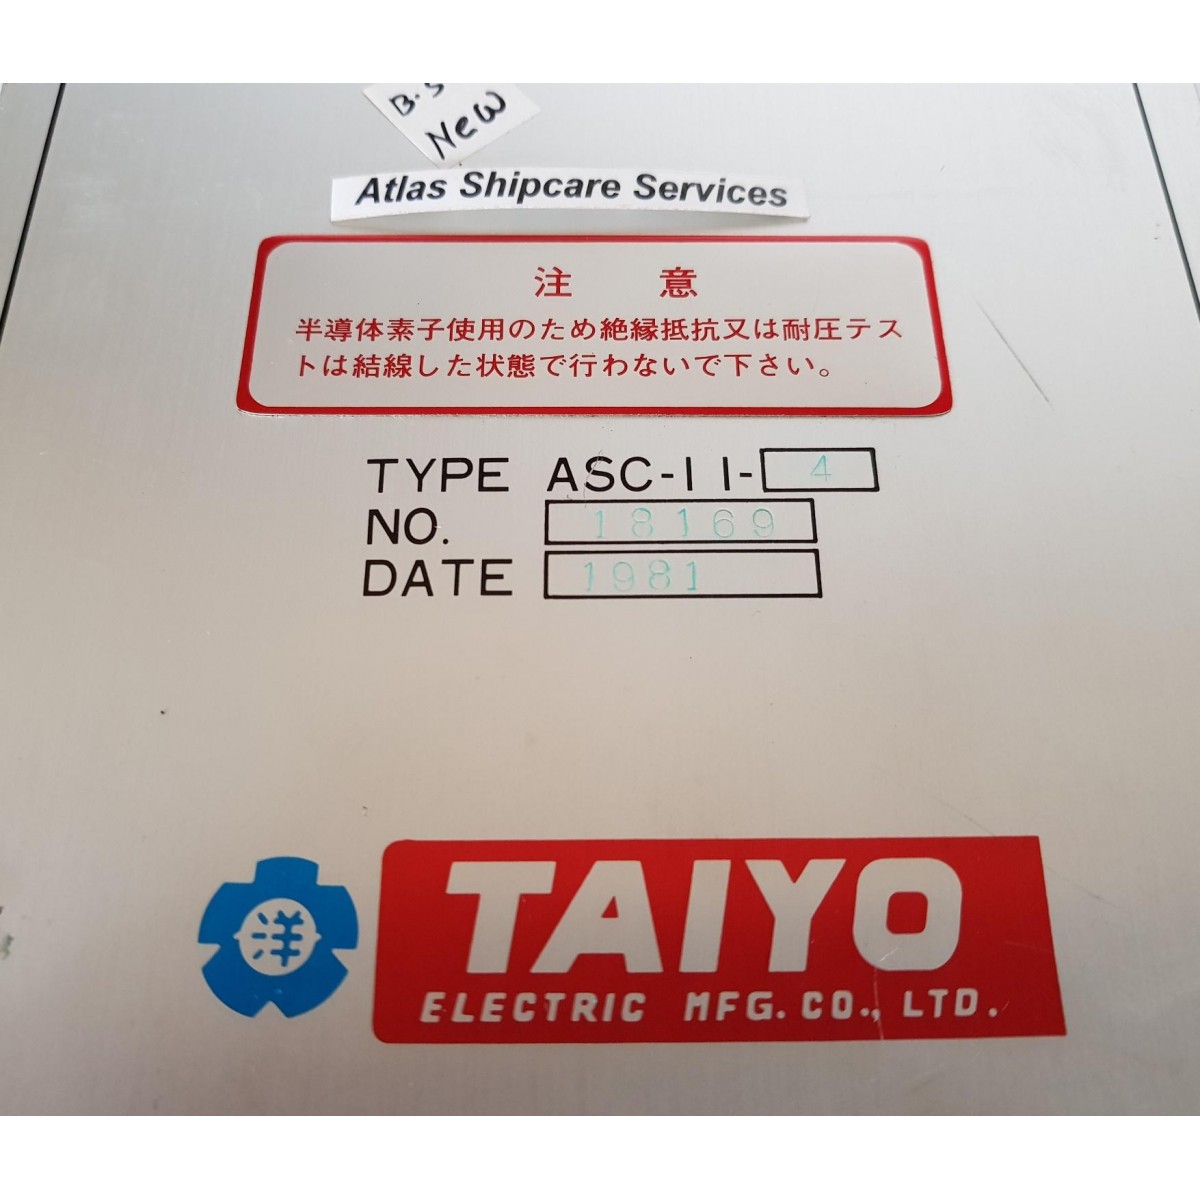 B.S
New
Atlas Shipcare Services
注 意
半導体素子使用のため絶縁抵抗又は耐圧テス
トは結線した状態で行わないで下さい。
TYPE ASC-11-4
NO. 18169
DATE 1981
洋
TAIYO
ELECTRIC MFG. CO., LTD.